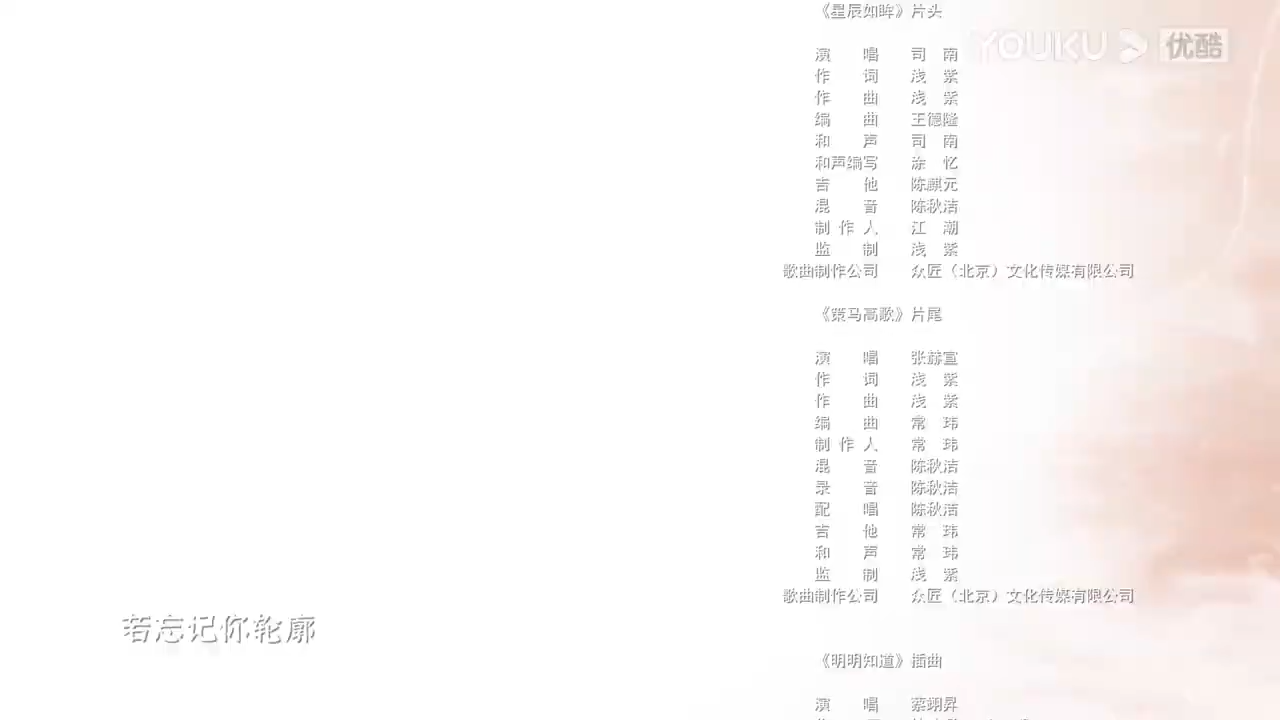 《星辰如眸》片头
YOUKU 优酷
演 唱 司 南
作 词 浅 紫
作 曲 浅 紫
编 曲 王德隆
和 声 司 南
和声编写 涂 忆
吉 他 陈麒元
混 音 陈秋洁
制 作 人 江 潮
监 制 浅 紫
歌曲制作公司 众匠（北京）文化传媒有限公司
《策马高歌》片尾
演 唱 张赫宣
作 词 浅 紫
作 曲 浅 紫
编 曲 常 玮
制 作 人 常 玮
混 音 陈秋洁
录 音 陈秋洁
配 唱 陈秋洁
吉 他 常 玮
和 声 常 玮
监 制 浅 紫
歌曲制作公司 众匠（北京）文化传媒有限公司
若忘记你轮廓
《明明知道》插曲
演 唱 蔡翊昇